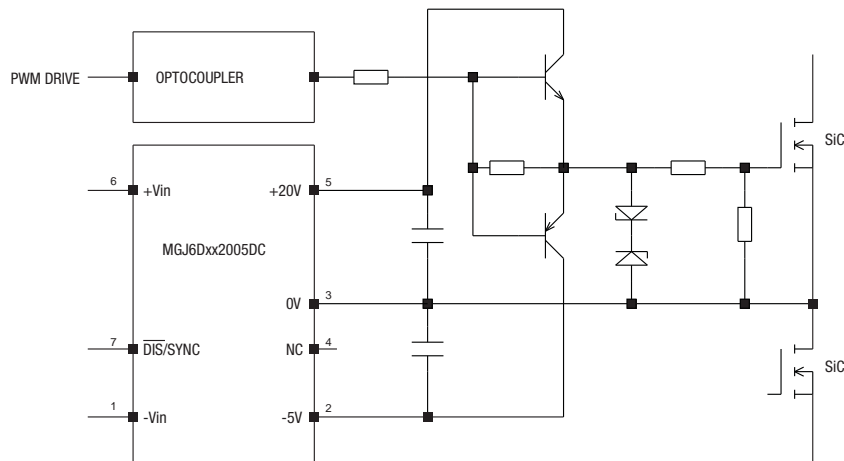 PWM DRIVE
OPTOCOUPLER
SiC
6
+Vin
+20V
5
MGJ6Dxx2005DC
0V
3
7
DIS/SYNC
NC
4
SiC
1
-Vin
-5V
2